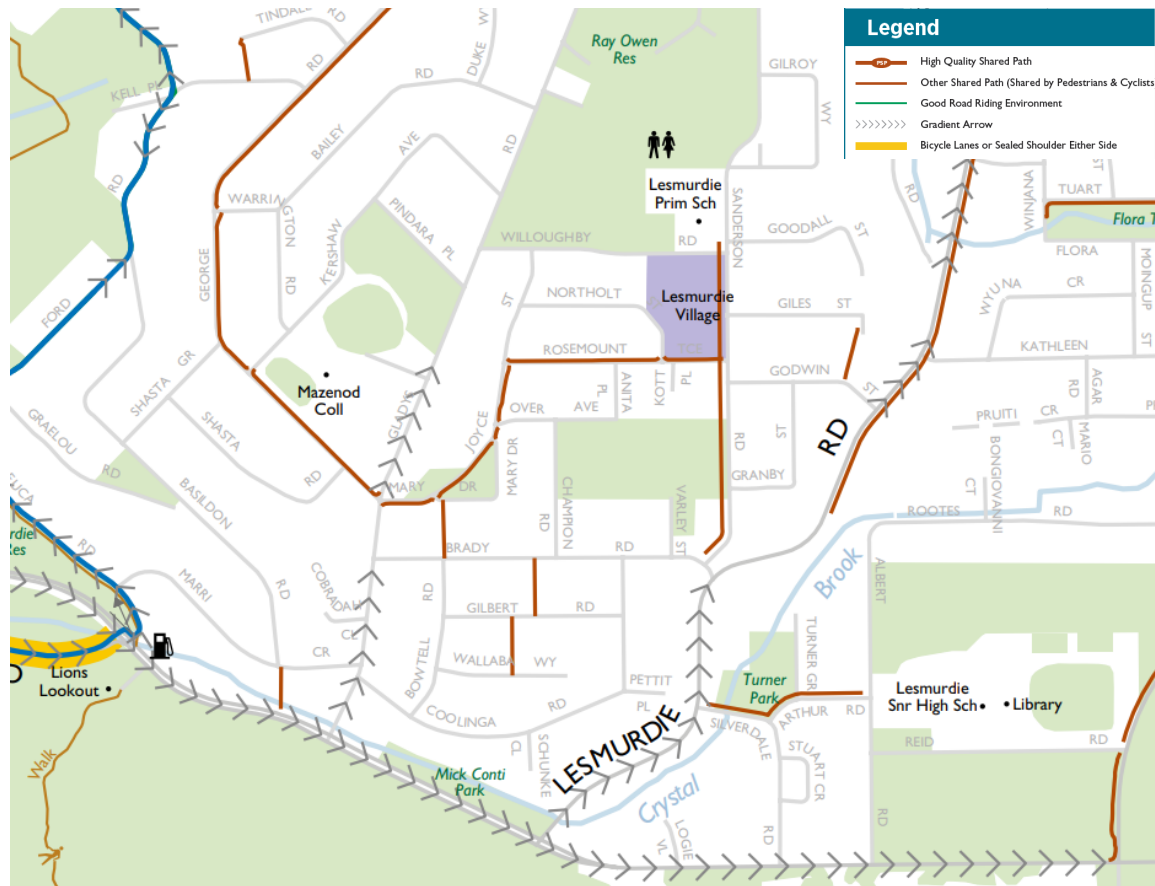 Legend
PSP
High Quality Shared Path
Other Shared Path (Shared by Pedestrians & Cyclists
Good Road Riding Environment
Gradient Arrow
Bicycle Lanes or Sealed Shoulder Either Side
RD
RD
DUKE
RD
Ray Owen
Res
GILROY
WY
KELL PL
BAILEY
AVE
RD
Lesmurdie
Prim Sch
RD
RD
WINJANA
ST
TUART
Flora T
WARRINGTON
RD
PINDARA PL
KERSHAW
WILLOUGHBY
RD
SANDERSON
RD
GOODALL
ST
FLORA
MOINGUP
ST
GEORGE
FORD
ST
NORTHOLT
Lesmurdie
Village
GILES ST
WYUNA
CR
ROSEMOUNT
TCE
KATHLEEN
SHASTA GR
Mazenod
Coll
GLADYS
JOYCE
OVER AVE
ANITA
PL
KOTT
PL
GODWIN
ST
AGAR
RD
PRUITI CR
MARIO
CT
GRAELOU
RD
SHASTA
RD
MARY DR
MARY DR
RD
ST
GRANBY
RD
BONGIOVANNI
CT
BASILDON
RD
CHAMPION
RD
VARLEY
ST
ROOTES RD
RD
BRADY RD
Brook
ALBERT
RD
MARRI
CR
CL
RD
BOWTELL
GILBERT RD
WALLABA WY
TURNER GR
Lions
Lookout
PETTIT
PL
Turner
Park
ARTHUR RD
Lesmurdie
Snr High Sch
Library
COOLINGA RD
CL
SCHUNKE
LESMURDIE
SILVERDALE
RD
STUART CR
REID RD
Walk
Mick Conti
Park
Crystal
LOGIE
VL